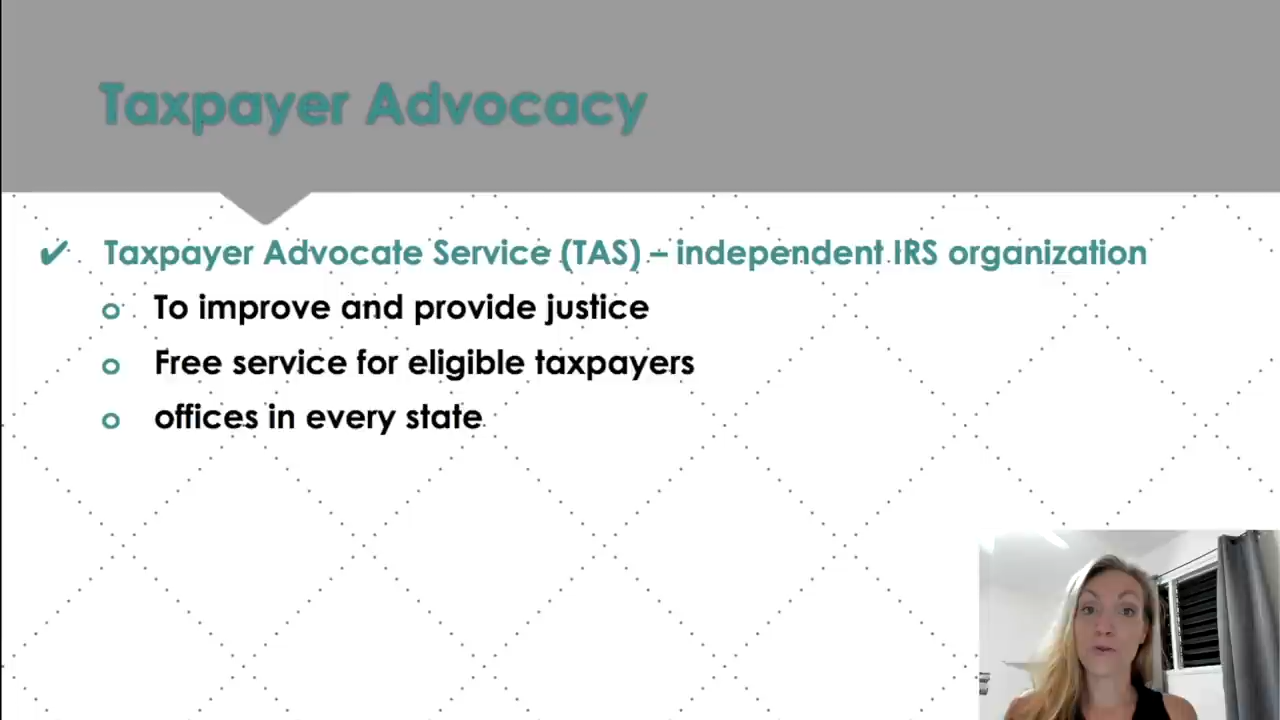 Taxpayer Advocacy
✔ Taxpayer Advocate Service (TAS) – independent IRS organization
o To improve and provide justice
o Free service for eligible taxpayers
o offices in every state